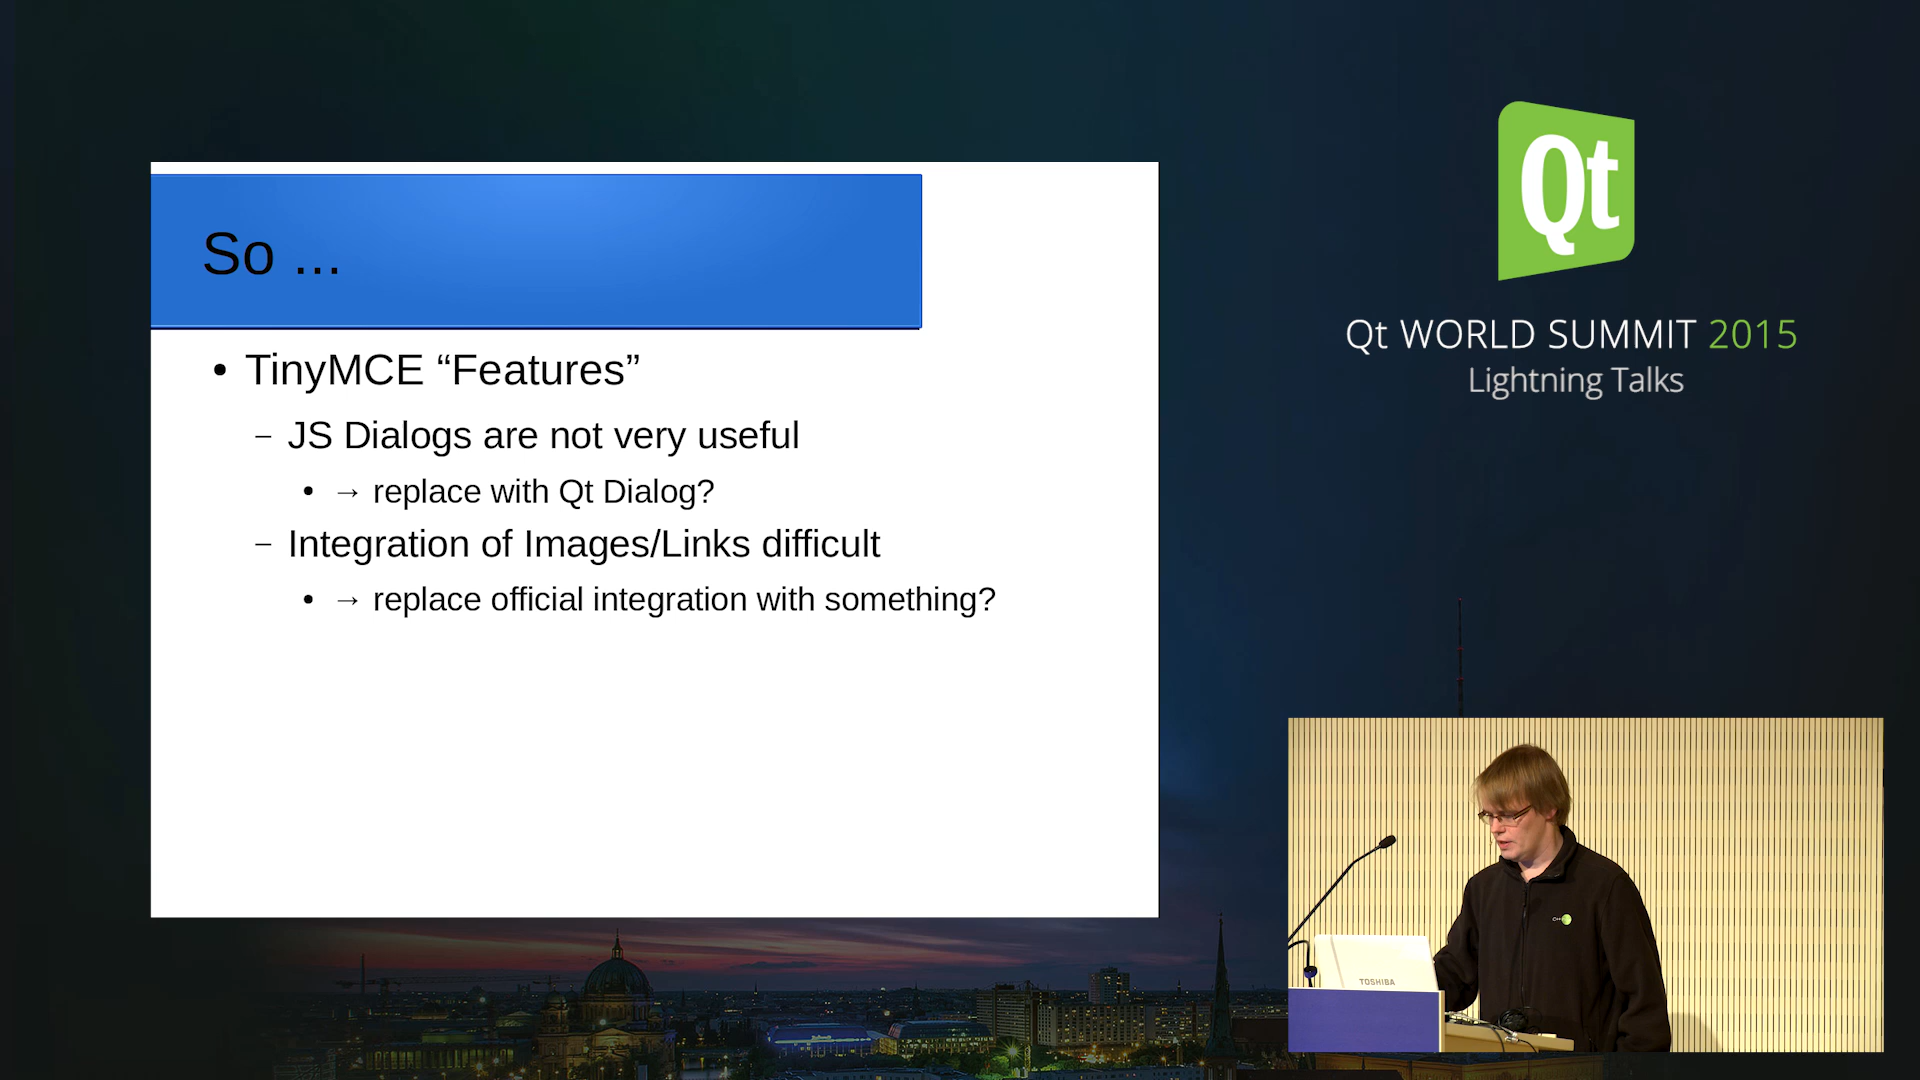 So ...
• TinyMCE “Features”
– JS Dialogs are not very useful
• → replace with Qt Dialog?
– Integration of Images/Links difficult
• → replace official integration with something?
Qt
Qt WORLD SUMMIT 2015
Lightning Talks
TOSHIBA